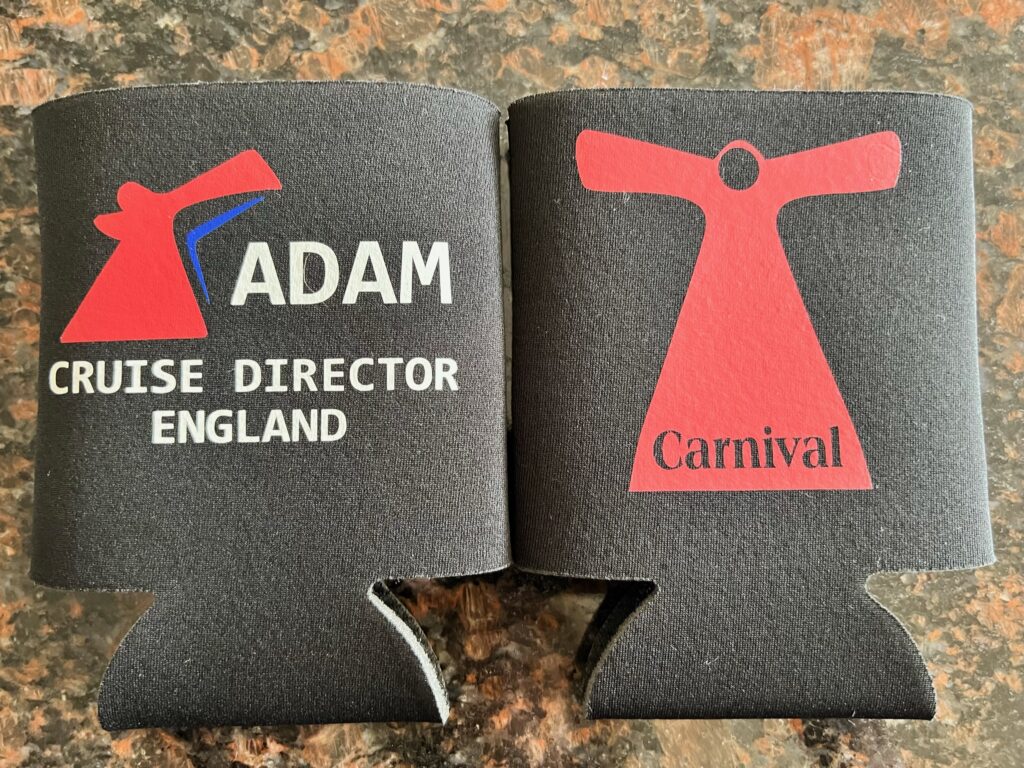 ADAM
CRUISE DIRECTOR
ENGLAND
Carnival